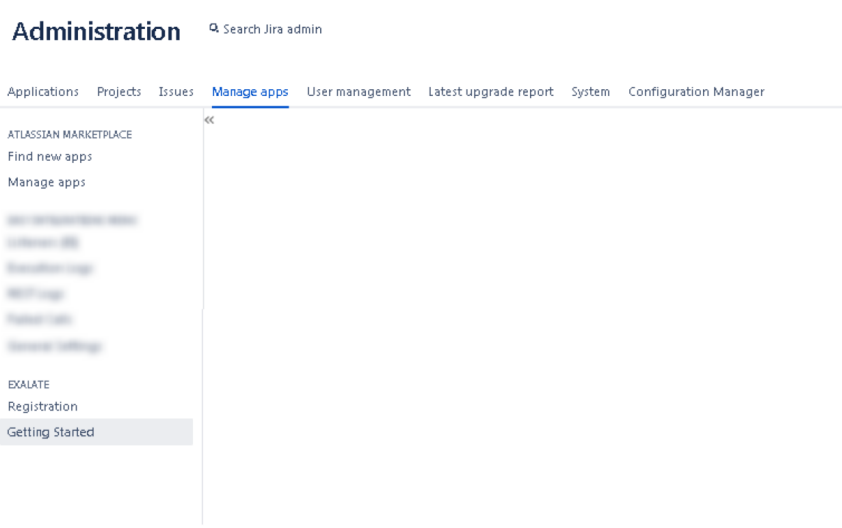 Administration
Search Jira admin
Applications Projects Issues Manage apps User management Latest upgrade report System Configuration Manager
ATLASSIAN MARKETPLACE
Find new apps
Manage apps
EXALATE
Registration
Getting Started